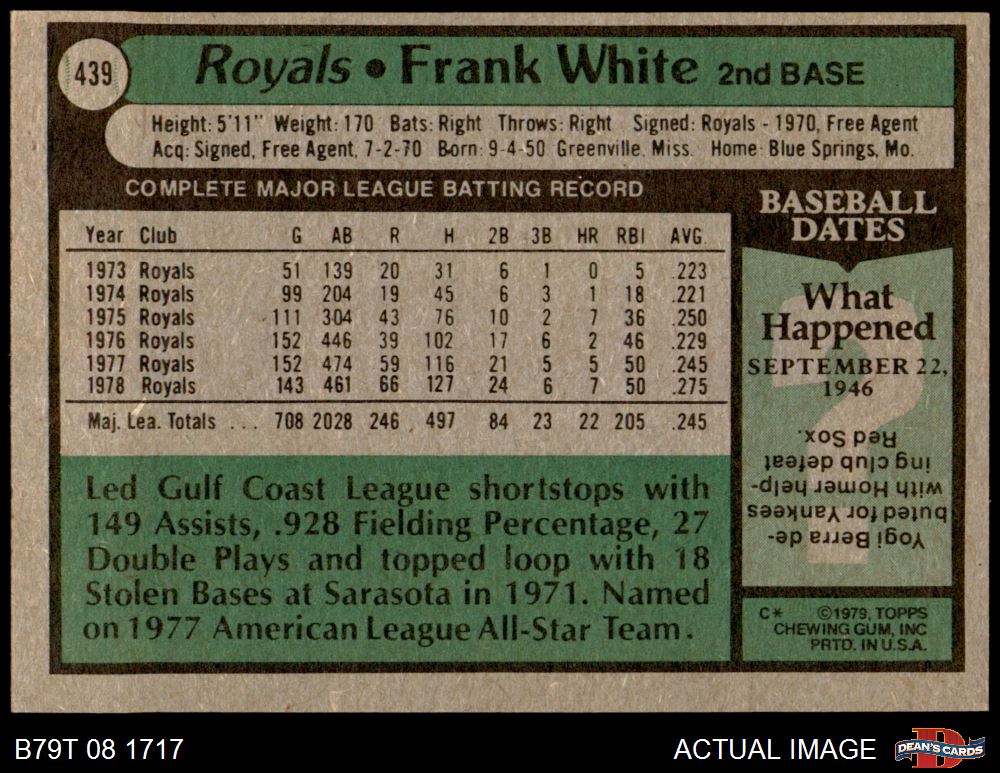 439
Royals • Frank White 2nd BASE
Height: 5'11" Weight: 170 Bats: Right Throws: Right Signed: Royals - 1970, Free Agent
Acq: Signed, Free Agent, 7-2-70 Born: 9-4-50 Greenville, Miss. Home: Blue Springs, Mo.
COMPLETE MAJOR LEAGUE BATTING RECORD
Year Club G AB R H 2B 3B HR RBI AVG.
1973 Royals 51 139 20 31 6 1 0 5 .223
1974 Royals 99 204 19 45 6 3 1 18 .221
1975 Royals 111 304 43 76 10 2 7 36 .250
1976 Royals 152 446 39 102 17 6 2 46 .229
1977 Royals 152 474 59 116 21 5 5 50 .245
1978 Royals 143 461 66 127 24 6 7 50 .275
Maj. Lea. Totals ... 708 2028 246 497 84 23 22 205 .245
Led Gulf Coast League shortstops with
149 Assists, .928 Fielding Percentage, 27
Double Plays and topped loop with 18
Stolen Bases at Sarasota in 1971. Named
on 1977 American League All-Star Team.
BASEBALL
DATES
What
Happened
SEPTEMBER 22,
1946
?
Yogi Berra de-
buted for Yankees
with Homer help-
ing club defeat
Red Sox.
C* ©1979, TOPPS
CHEWING GUM, INC
PRTD. IN U.S.A.
B79T 08 1717
ACTUAL IMAGE
D
DEAN'S CARDS